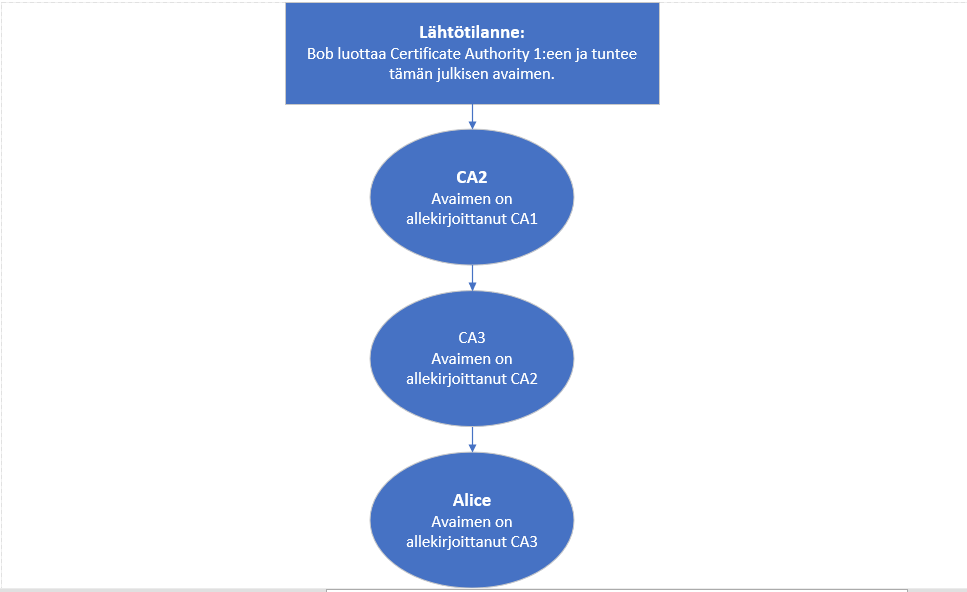 Lähtötilanne:
Bob luottaa Certificate Authority 1:een ja tuntee
tämän julkisen avaimen.
CA2
Avaimen on
allekirjoittanut CA1
CA3
Avaimen on
allekirjoittanut CA2
Alice
Avaimen on
allekirjoittanut CA3